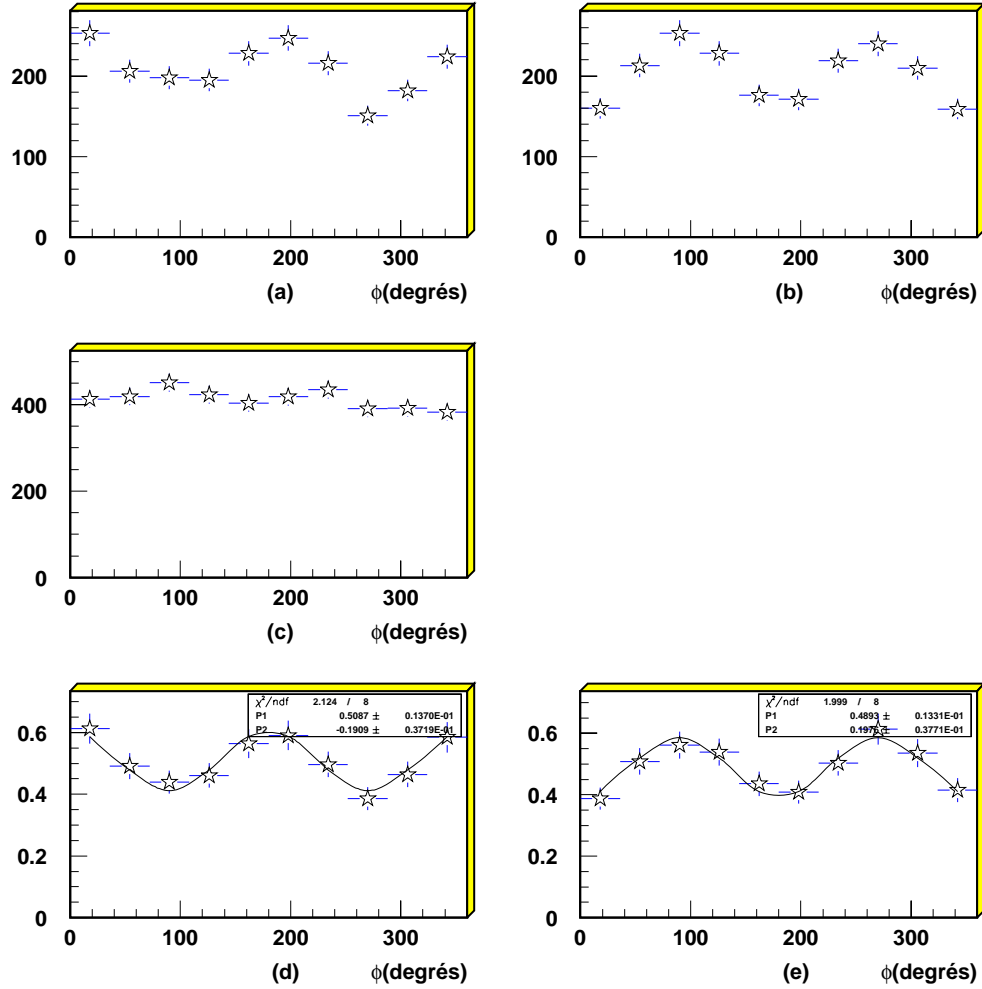 200
100
0
0 100 200 300
(a) ϕ(degrés)
200
100
0
0 100 200 300
(b) ϕ(degrés)
400
200
0
0 100 200 300
(c) ϕ(degrés)
χ²/ndf 2.124 / 8
P1 0.5087 ± 0.1370E-01
P2 -0.1909 ± 0.3719E-01
0.6
0.4
0.2
0
0 100 200 300
(d) ϕ(degrés)
χ²/ndf 1.999 / 8
P1 0.4893 ± 0.1331E-01
P2 ± 0.3771E-01
0.6
0.4
0.2
0
0 100 200 300
(e) ϕ(degrés)